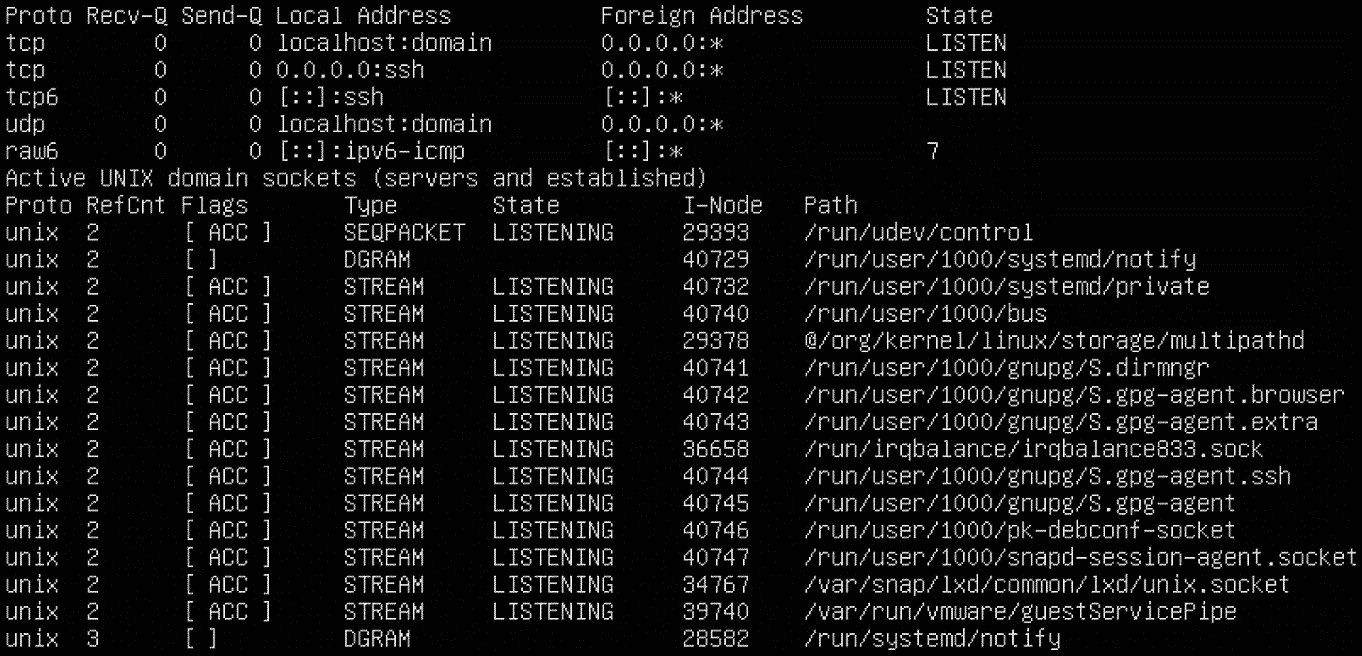 Proto Recv-Q Send-Q Local Address           Foreign Address         State
tcp        0      0 localhost:domain        0.0.0.0:*               LISTEN
tcp        0      0 0.0.0.0:ssh             0.0.0.0:*               LISTEN
tcp6       0      0 [::]:ssh                [::]:*                  LISTEN
udp        0      0 localhost:domain        0.0.0.0:*
raw6       0      0 [::]:ipv6-icmp          [::]:*                  7
Active UNIX domain sockets (servers and established)
Proto RefCnt Flags       Type       State         I-Node   Path
unix  2      [ ACC ]     SEQPACKET  LISTENING     29393    /run/udev/control
unix  2      [ ]         DGRAM                    40729    /run/user/1000/systemd/notify
unix  2      [ ACC ]     STREAM     LISTENING     40732    /run/user/1000/systemd/private
unix  2      [ ACC ]     STREAM     LISTENING     40740    /run/user/1000/bus
unix  2      [ ACC ]     STREAM     LISTENING     29378    @/org/kernel/linux/storage/multipathd
unix  2      [ ACC ]     STREAM     LISTENING     40741    /run/user/1000/gnupg/S.dirmngr
unix  2      [ ACC ]     STREAM     LISTENING     40742    /run/user/1000/gnupg/S.gpg-agent.browser
unix  2      [ ACC ]     STREAM     LISTENING     40743    /run/user/1000/gnupg/S.gpg-agent.extra
unix  2      [ ACC ]     STREAM     LISTENING     36658    /run/irqbalance/irqbalance833.sock
unix  2      [ ACC ]     STREAM     LISTENING     40744    /run/user/1000/gnupg/S.gpg-agent.ssh
unix  2      [ ACC ]     STREAM     LISTENING     40745    /run/user/1000/gnupg/S.gpg-agent
unix  2      [ ACC ]     STREAM     LISTENING     40746    /run/user/1000/pk-debconf-socket
unix  2      [ ACC ]     STREAM     LISTENING     40747    /run/user/1000/snapd-session-agent.socket
unix  2      [ ACC ]     STREAM     LISTENING     34767    /var/snap/lxd/common/lxd/unix.socket
unix  2      [ ACC ]     STREAM     LISTENING     39740    /var/run/vmware/guestServicePipe
unix  3      [ ]         DGRAM                    28582    /run/systemd/notify